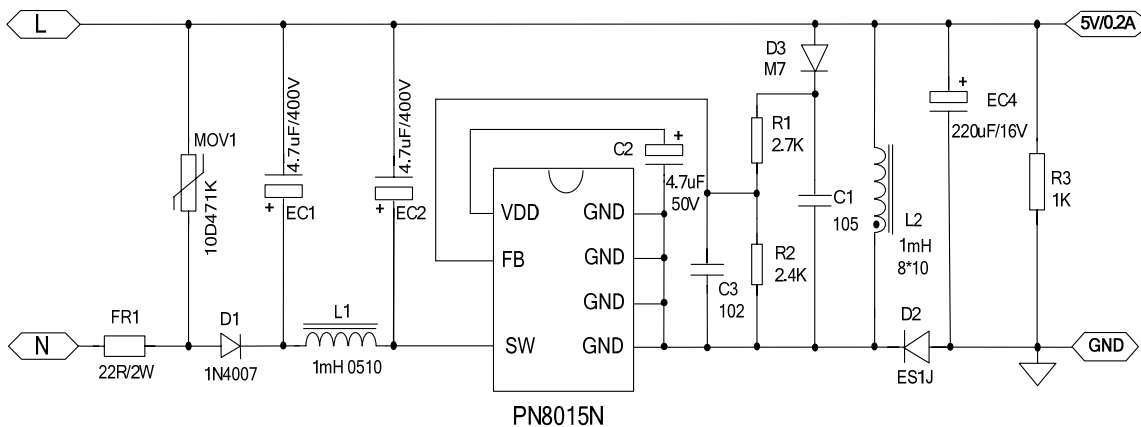 L
5V/0.2A
D3
M7
4.7uF/400V
4.7uF/400V
+
EC4
220uF/16V
MOV1
10D471K
R1
2.7K
C2
+
4.7uF
50V
+
EC1
+
EC2
VDD
GND
FB
GND
GND
SW
GND
C1
105
L2
1mH
8*10
R3
1K
R2
2.4K
C3
102
N
FR1
22R/2W
D1
1N4007
L1
1mH 0510
D2
ES1J
GND
PN8015N